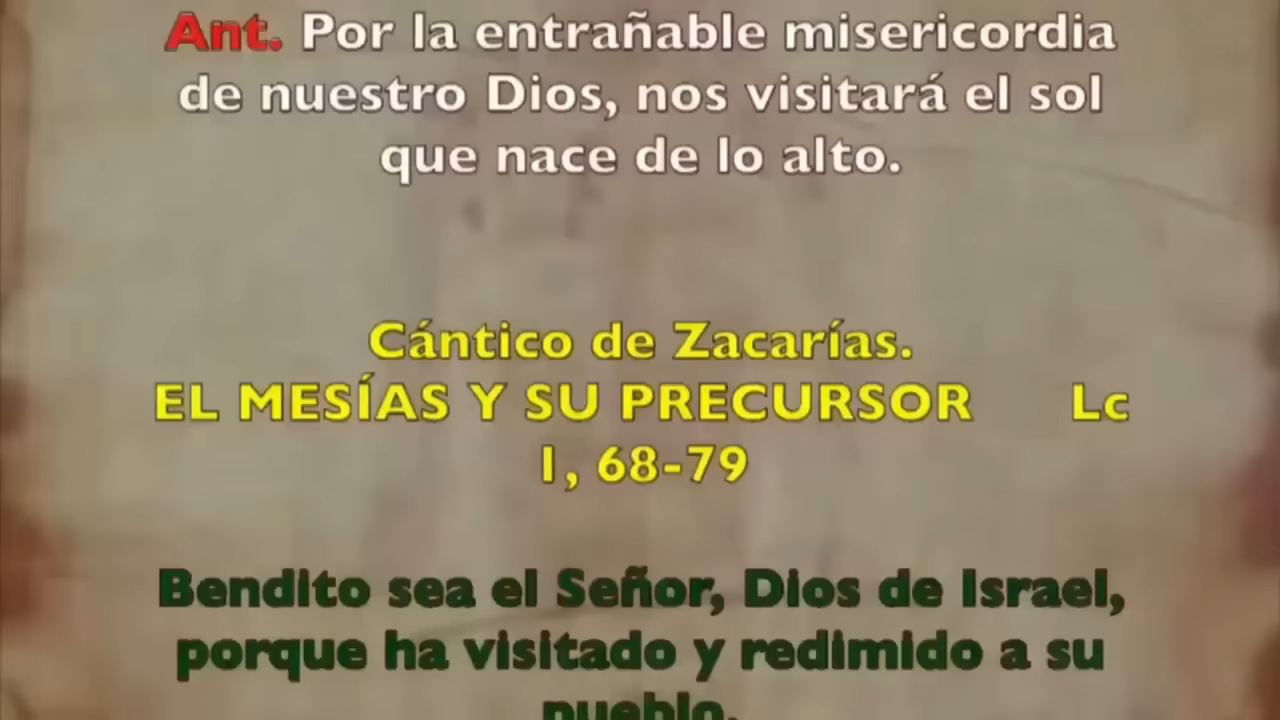 Ant. Por la entrañable misericordia
de nuestro Dios, nos visitará el sol
que nace de lo alto.
Cántico de Zacarías.
EL MESÍAS Y SU PRECURSOR Lc
1, 68-79
Bendito sea el Señor, Dios de Israel,
porque ha visitado y redimido a su
pueblo.